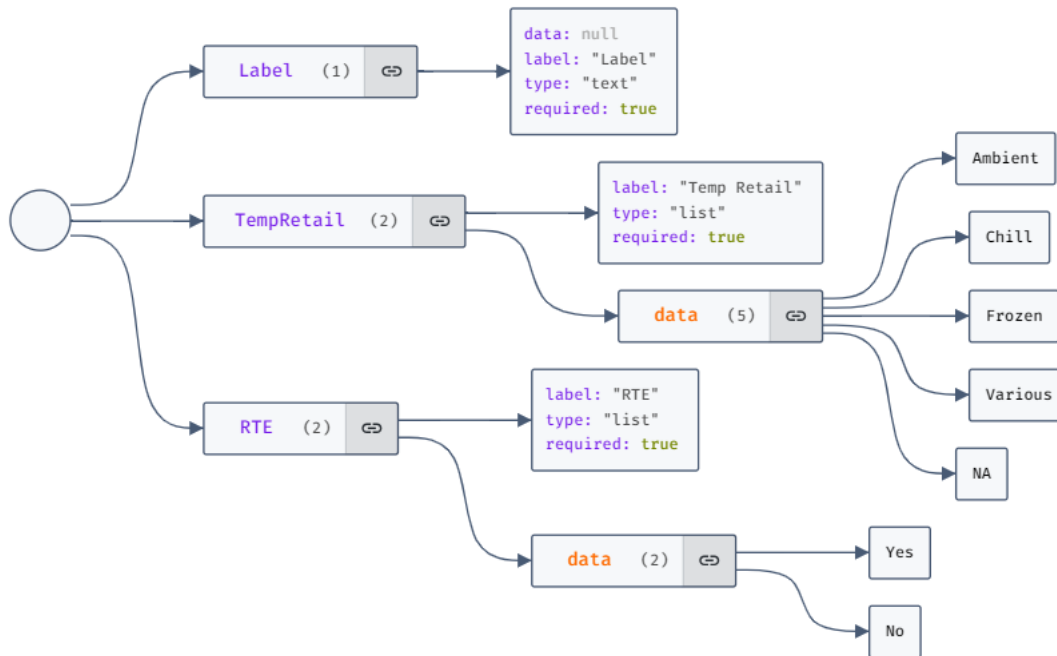 Label (1)
data: null
label: "Label"
type: "text"
required: true
TempRetail (2)
label: "Temp Retail"
type: "list"
required: true
data (5)
Ambient
Chill
Frozen
Various
NA
RTE (2)
label: "RTE"
type: "list"
required: true
data (2)
Yes
No